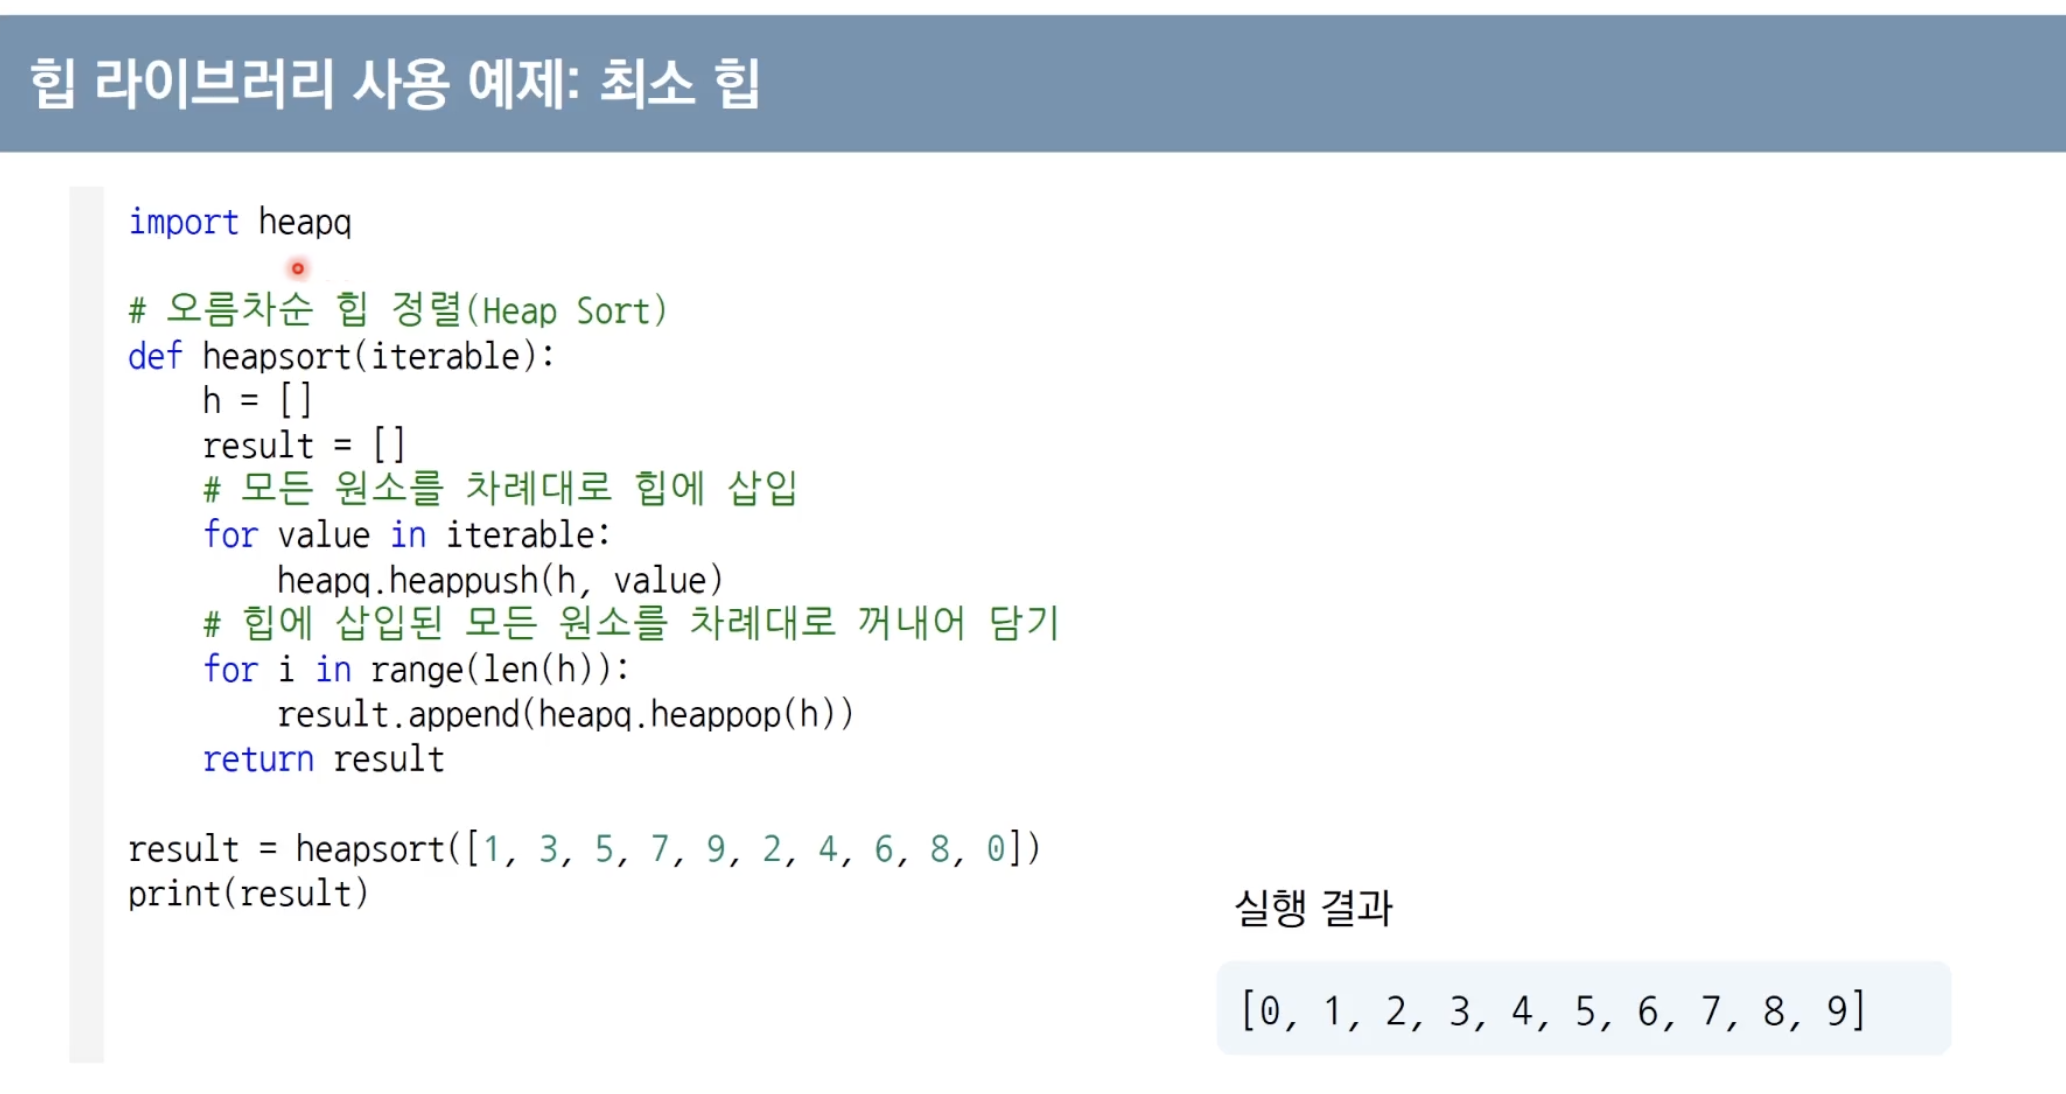 힙 라이브러리 사용 예제: 최소 힙
import heapq
# 오름차순 힙 정렬(Heap Sort)
def heapsort(iterable):
    h = []
    result = []
    # 모든 원소를 차례대로 힙에 삽입
    for value in iterable:
        heapq.heappush(h, value)
    # 힙에 삽입된 모든 원소를 차례대로 꺼내어 담기
    for i in range(len(h)):
        result.append(heapq.heappop(h))
    return result
result = heapsort([1, 3, 5, 7, 9, 2, 4, 6, 8, 0])
print(result)
실행 결과
[0, 1, 2, 3, 4, 5, 6, 7, 8, 9]